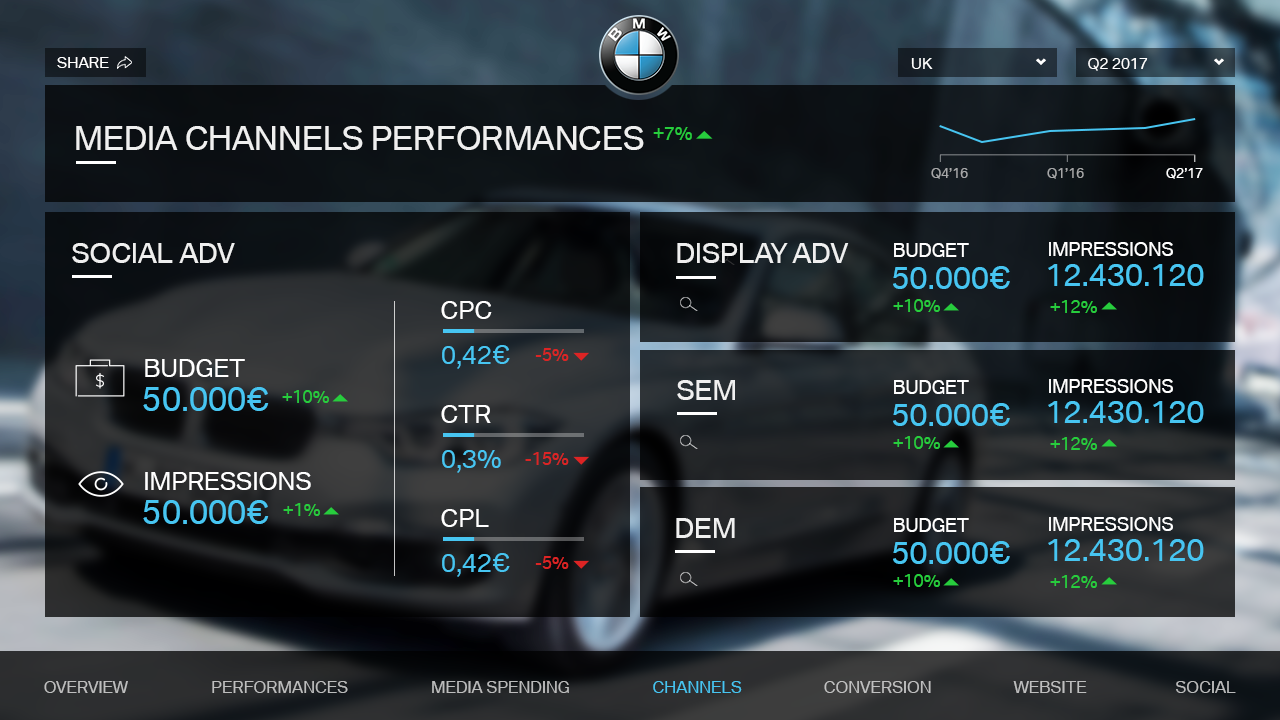 BMW
SHARE
UK
Q2 2017
MEDIA CHANNELS PERFORMANCES +7%
Q4'16 Q1'16 Q2'17
SOCIAL ADV
BUDGET
$
50.000€ +10%
IMPRESSIONS
50.000€ +1%
CPC
0,42€ -5%
CTR
0,3% -15%
CPL
0,42€ -5%
DISPLAY ADV
BUDGET
50.000€
+10%
IMPRESSIONS
12.430.120
+12%
SEM
BUDGET
50.000€
+10%
IMPRESSIONS
12.430.120
+12%
DEM
BUDGET
50.000€
+10%
IMPRESSIONS
12.430.120
+12%
OVERVIEW PERFORMANCES MEDIA SPENDING CHANNELS CONVERSION WEBSITE SOCIAL